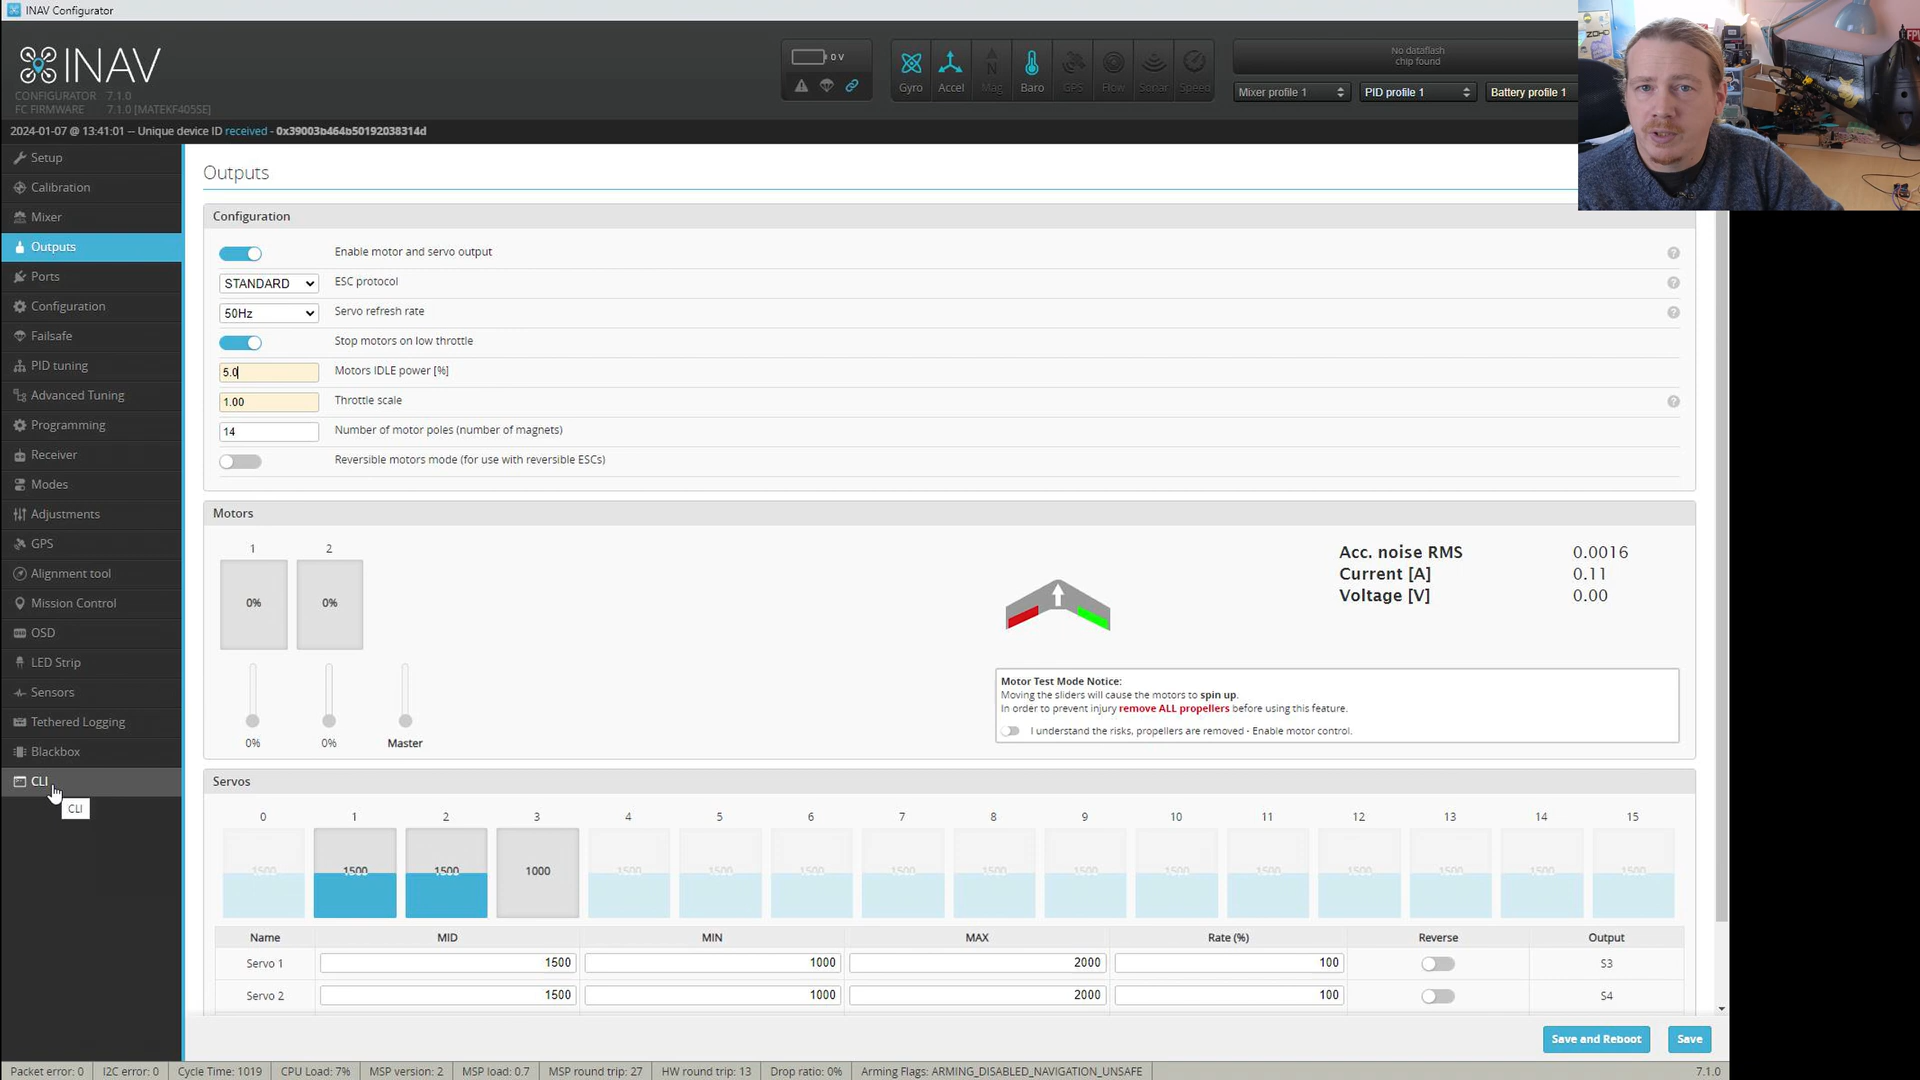 INAV Configurator
INAV
CONFIGURATOR 7.1.0
FC FIRMWARE 7.1.0 [MATEKF405SE]
0 V
Gyro
Accel
Mag
Baro
GPS
Flow
Sonar
Speed
No dataflash
chip found
Mixer profile 1
PID profile 1
Battery profile 1
2024-01-07 @ 13:41:01 -- Unique device ID received - 0x39003b464b50192038314d
Setup
Calibration
Mixer
Outputs
Ports
Configuration
Failsafe
PID tuning
Advanced Tuning
Programming
Receiver
Modes
Adjustments
GPS
Alignment tool
Mission Control
OSD
LED Strip
Sensors
Tethered Logging
Blackbox
CLI
CLI
Outputs
Configuration
Enable motor and servo output
STANDARD ESC protocol
50Hz Servo refresh rate
Stop motors on low throttle
5.0 Motors IDLE power [%]
1.00 Throttle scale
14 Number of motor poles (number of magnets)
Reversible motors mode (for use with reversible ESCs)
Motors
1 2
0% 0%
0% 0% Master
Acc. noise RMS 0.0016
Current [A] 0.11
Voltage [V] 0.00
Motor Test Mode Notice:
Moving the sliders will cause the motors to spin up.
In order to prevent injury remove ALL propellers before using this feature.
I understand the risks, propellers are removed - Enable motor control.
Servos
0 1 2 3 4 5 6 7 8 9 10 11 12 13 14 15
1500 1500 1500 1000 1500 1500 1500 1500 1500 1500 1500 1500 1500 1500 1500 1500
Name MID MIN MAX Rate (%) Reverse Output
Servo 1 1500 1000 2000 100 S3
Servo 2 1500 1000 2000 100 S4
Save and Reboot
Save
Packet error: 0 I2C error: 0 Cycle Time: 1019 CPU Load: 7% MSP version: 2 MSP load: 0.7 MSP round trip: 27 HW round trip: 13 Drop ratio: 0% Arming Flags: ARMING_DISABLED_NAVIGATION_UNSAFE 7.1.0